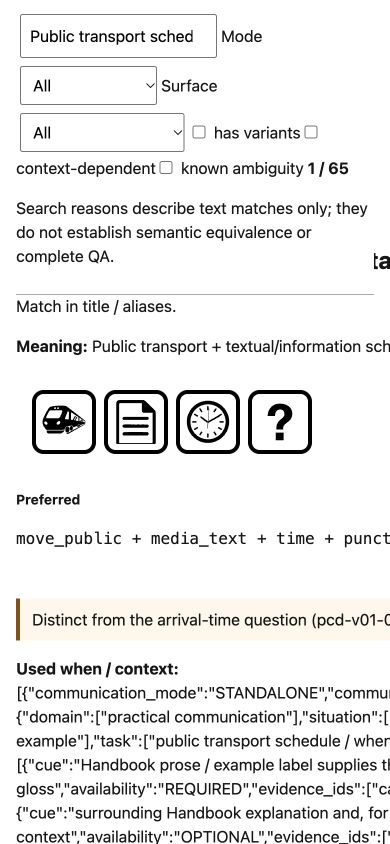 Public transport sched Mode
All Surface
All has variants
context-dependent known ambiguity 1 / 65
Search reasons describe text matches only; they
do not establish semantic equivalence or
complete QA.
Match in title / aliases.
Meaning: Public transport + textual/information sch
?
Preferred
move_public + media_text + time + punct
Distinct from the arrival-time question (pcd-v01-0
Used when / context:
[{"communication_mode":"STANDALONE","commu
{"domain":["practical communication"],"situation":[
example"],"task":["public transport schedule / when
[{"cue":"Handbook prose / example label supplies th
gloss","availability":"REQUIRED","evidence_ids":["ca
{"cue":"surrounding Handbook explanation and, for
context","availability":"OPTIONAL","evidence_ids":["